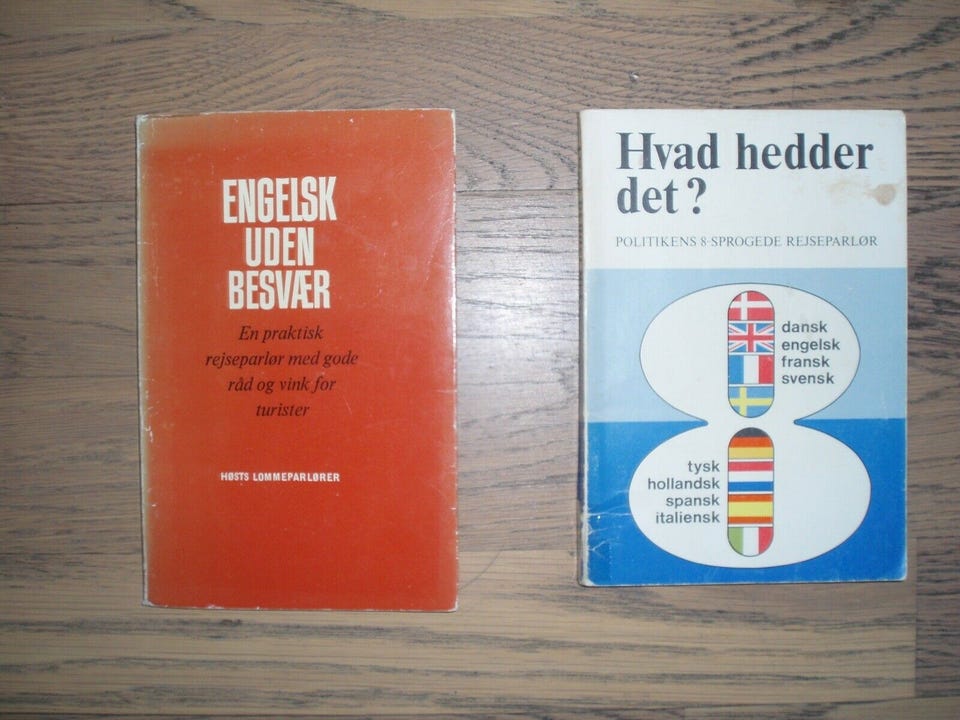 ENGELSK
UDEN
BESVÆR
En praktisk
rejseparlør med gode
råd og vink for
turister
HØSTS LOMMEPARLØRER
Hvad hedder
det?
POLITIKENS 8-SPROGEDE REJSEPARLØR
dansk
engelsk
fransk
svensk
tysk
hollandsk
spansk
italiensk